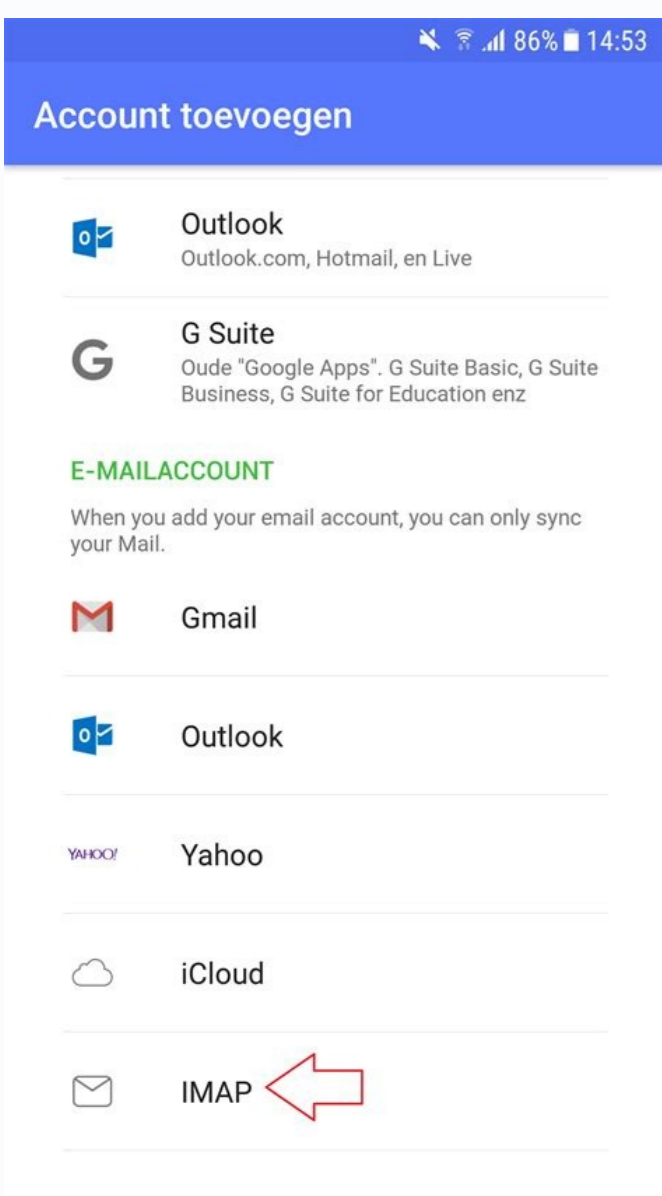 86% 14:53
Account toevoegen
Outlook
Outlook.com, Hotmail, en Live
G Suite
Oude "Google Apps". G Suite Basic, G Suite
Business, G Suite for Education enz
E-MAILACCOUNT
When you add your email account, you can only sync
your Mail.
Gmail
Outlook
YAHOO! Yahoo
iCloud
IMAP